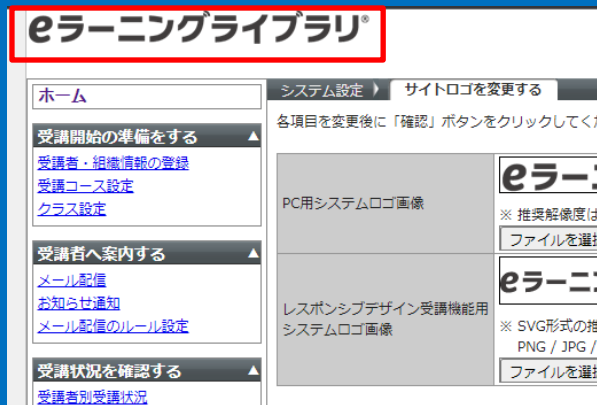 eラーニングライブラリ®
ホーム
受講開始の準備をする ▲
受講者・組織情報の登録
受講コース設定
クラス設定
受講者へ案内する ▲
メール配信
お知らせ通知
メール配信のルール設定
受講状況を確認する ▲
受講者別受講状況
システム設定 サイトロゴを変更する
各項目を変更後に「確認」ボタンをクリックしてく
PC用システムロゴ画像
eラー
※ 推奨解像度は
ファイルを選
レスポンシブデザイン受講機能用
システムロゴ画像
eラーニ
※ SVG形式の推
PNG / JPG /
ファイルを選